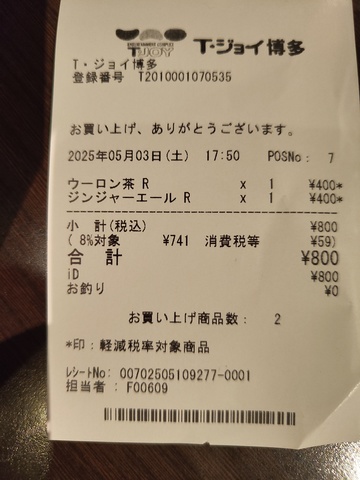 ENTERTAINMENT COMPLEX
T・JOY
T・ジョイ博多
T・ジョイ博多
登録番号 T2010001070535
お買い上げ、ありがとうございます。
2025年05月03日(土) 17:50 POSNo: 7
ウーロン茶 R x 1 ¥400*
ジンジャーエール R x 1 ¥400*
小 計(税込) ¥800
( 8%対象 ¥741 消費税等 ¥59)
合 計 ¥800
iD ¥800
お釣り ¥0
お買い上げ商品数: 2
*印:軽減税率対象商品
レシートNo: 00702505109277-0001
担当者 : F00609